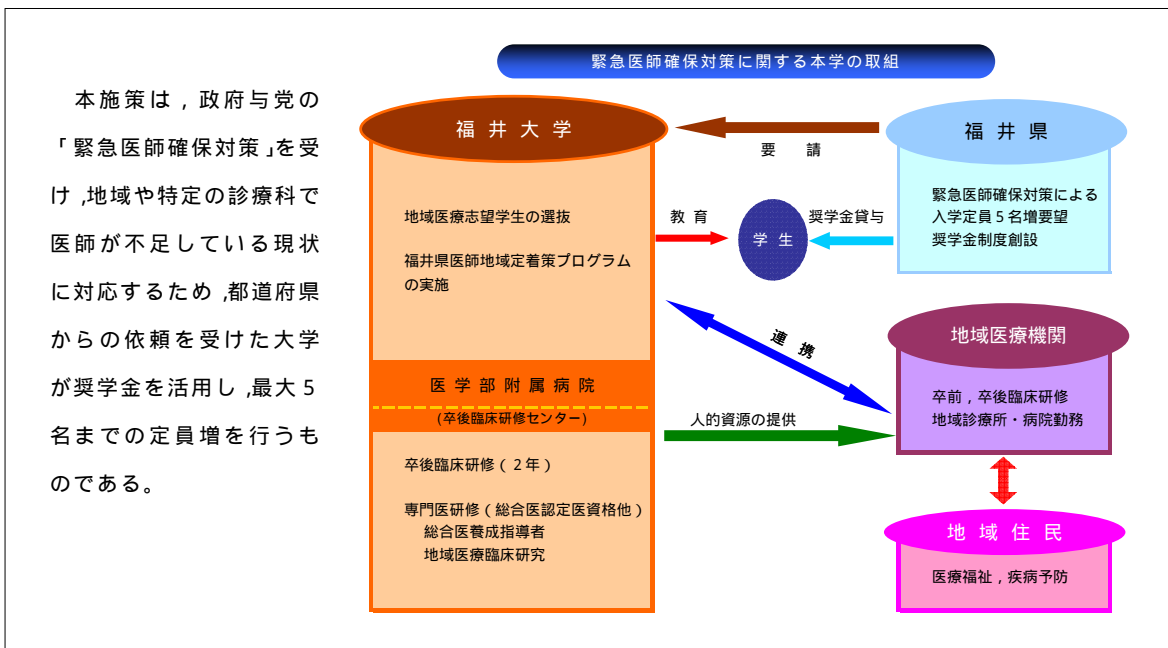 緊急医師確保対策に関する本学の取組
本施策は，政府与党の
「緊急医師確保対策」を受
け，地域や特定の診療科で
医師が不足している現状
に対応するため，都道府県
からの依頼を受けた大学
が奨学金を活用し，最大５
名までの定員増を行うも
のである。
福井大学
地域医療志望学生の選抜
福井県医師地域定着策プログラム
の実施
医学部附属病院
(卒後臨床研修センター)
卒後臨床研修（２年）
専門医研修（総合医認定医資格他）
総合医養成指導者
地域医療臨床研究
要　請
教育
学生
奨学金貸与
連携
人的資源の提供
福井県
緊急医師確保対策による
入学定員５名増要望
奨学金制度創設
地域医療機関
卒前，卒後臨床研修
地域診療所・病院勤務
地域住民
医療福祉，疾病予防